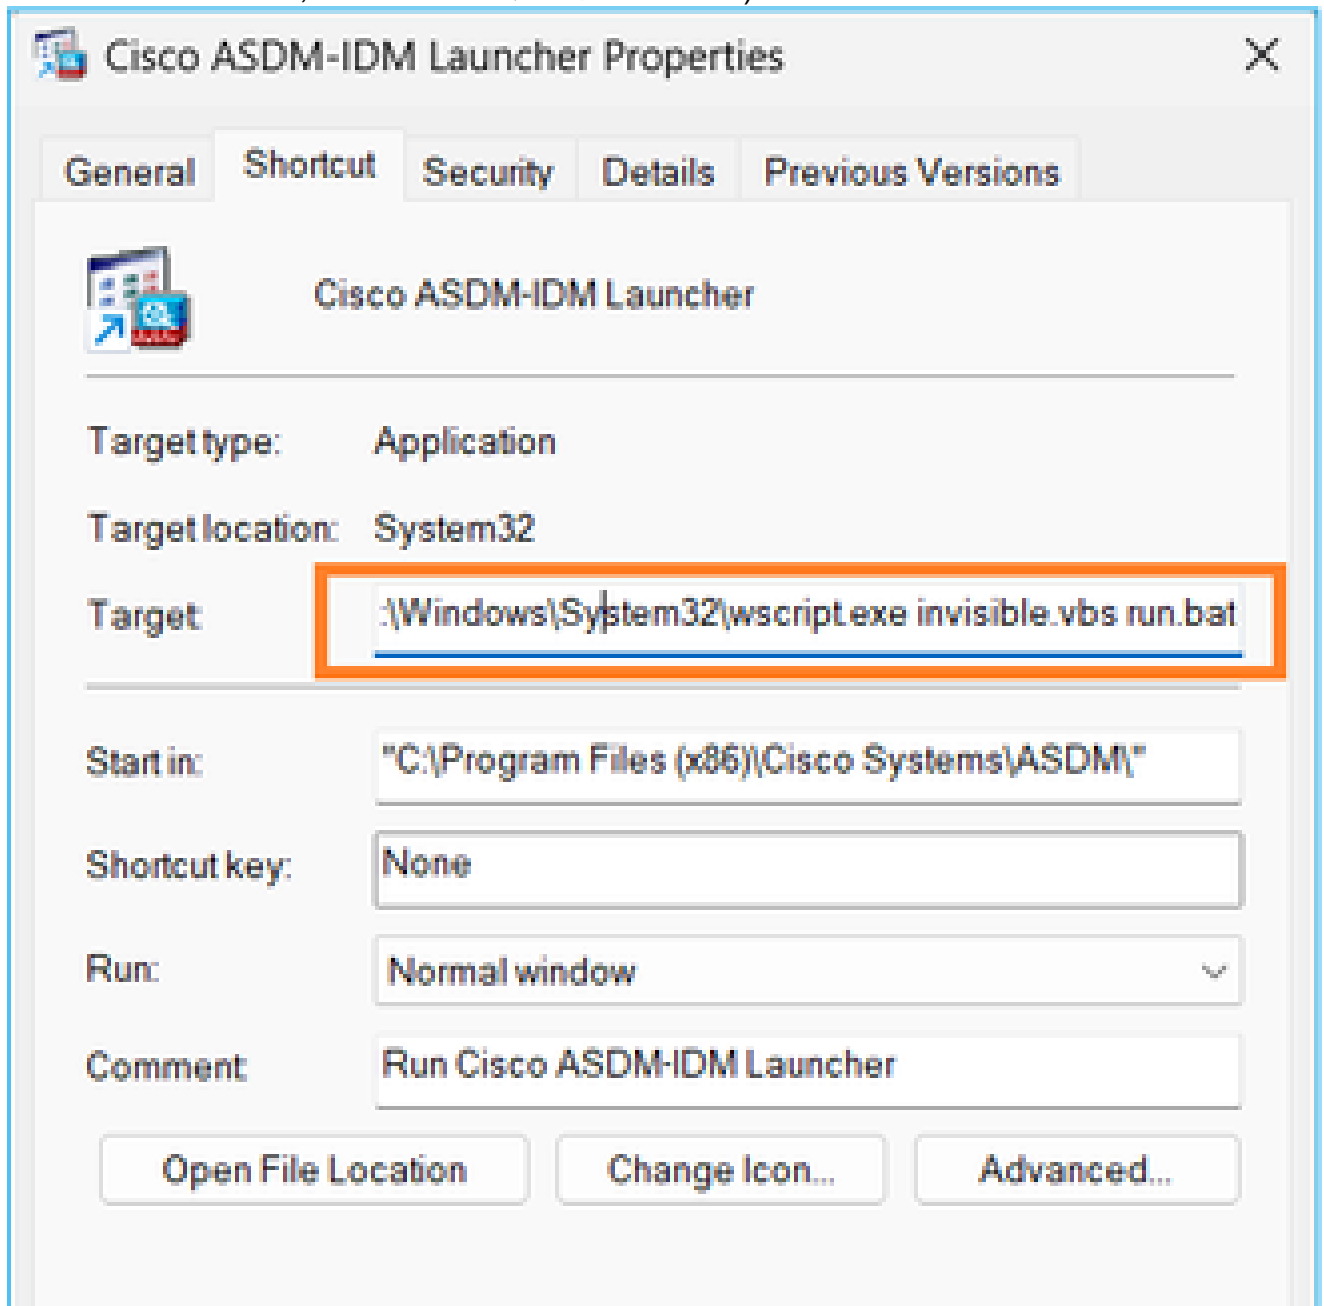 Cisco ASDM-IDM Launcher Properties
General Shortcut Security Details Previous Versions
Cisco ASDM-IDM Launcher
Target type: Application
Target location: System32
Target: :\Windows\System32\wscript.exe invisible.vbs run.bat
Start in: "C:\Program Files (x86)\Cisco Systems\ASDM\"
Shortcut key: None
Run: Normal window
Comment: Run Cisco ASDM-IDM Launcher
Open File Location Change Icon... Advanced...